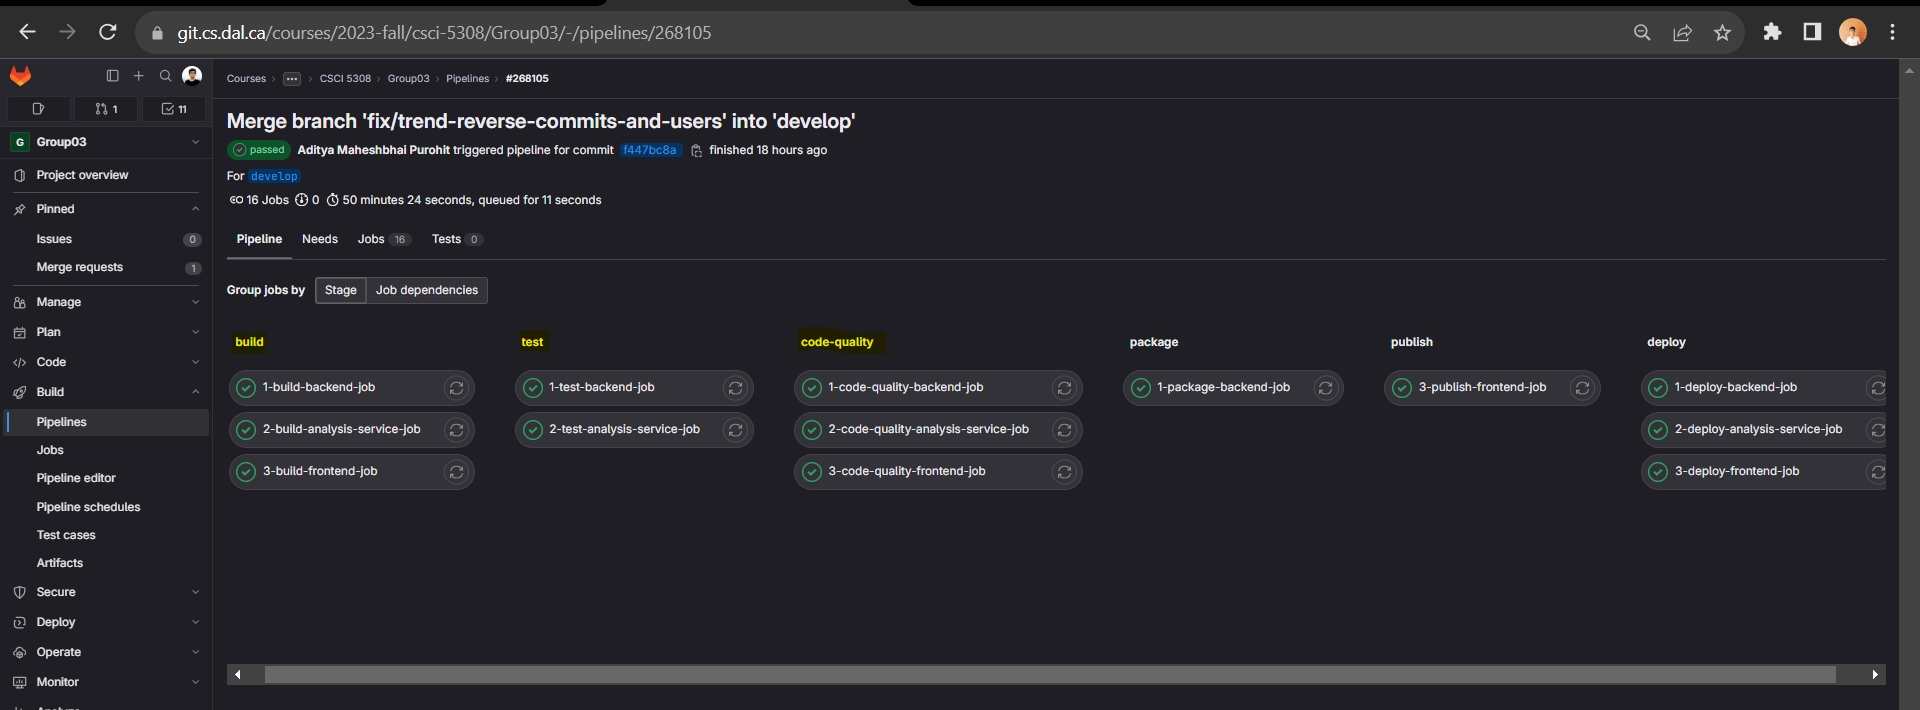 git.cs.dal.ca/courses/2023-fall/csci-5308/Group03/-/pipelines/268105
1
11
G Group03
Project overview
Pinned
Issues 0
Merge requests 1
Manage
Plan
Code
Build
Pipelines
Jobs
Pipeline editor
Pipeline schedules
Test cases
Artifacts
Secure
Deploy
Operate
Monitor
Courses › ... › CSCI 5308 › Group03 › Pipelines › #268105
Merge branch 'fix/trend-reverse-commits-and-users' into 'develop'
passed Aditya Maheshbhai Purohit triggered pipeline for commit f447bc8a finished 18 hours ago
For develop
16 Jobs 0 50 minutes 24 seconds, queued for 11 seconds
Pipeline Needs Jobs 16 Tests 0
Group jobs by Stage Job dependencies
build
1-build-backend-job
2-build-analysis-service-job
3-build-frontend-job
test
1-test-backend-job
2-test-analysis-service-job
code-quality
1-code-quality-backend-job
2-code-quality-analysis-service-job
3-code-quality-frontend-job
package
1-package-backend-job
publish
3-publish-frontend-job
deploy
1-deploy-backend-job
2-deploy-analysis-service-job
3-deploy-frontend-job